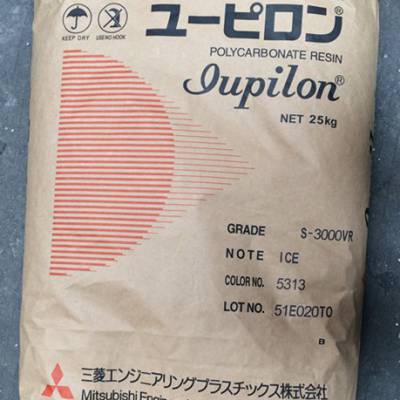 ユーピロン®
KEEP DRY USE NO HOOK
POLYCARBONATE RESIN
Iupilon®
NET 25kg
GRADE S-3000VR
NOTE ICE
COLOR NO. 5313
LOT NO. 51E020T0
B
三菱エンジニアリングプラスチックス株式会社
Mitsubishi